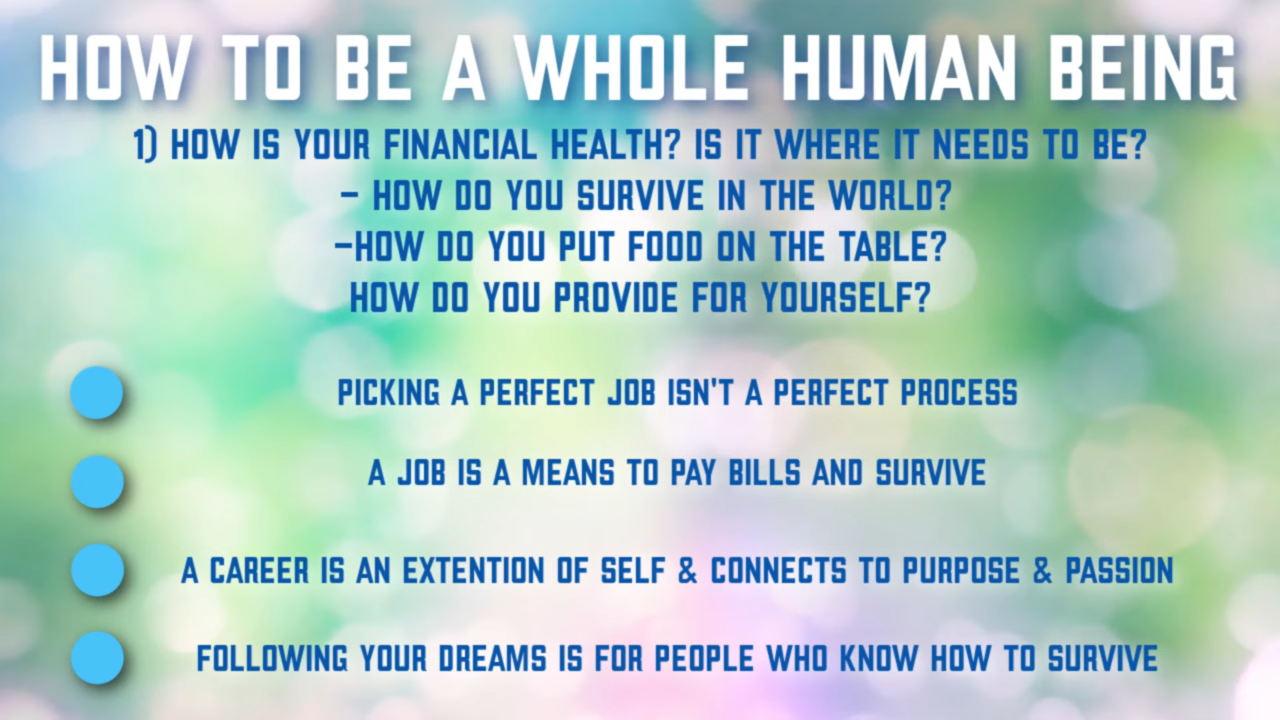 HOW TO BE A WHOLE HUMAN BEING
1) HOW IS YOUR FINANCIAL HEALTH? IS IT WHERE IT NEEDS TO BE?
- HOW DO YOU SURVIVE IN THE WORLD?
-HOW DO YOU PUT FOOD ON THE TABLE?
HOW DO YOU PROVIDE FOR YOURSELF?
PICKING A PERFECT JOB ISN'T A PERFECT PROCESS
A JOB IS A MEANS TO PAY BILLS AND SURVIVE
A CAREER IS AN EXTENTION OF SELF & CONNECTS TO PURPOSE & PASSION
FOLLOWING YOUR DREAMS IS FOR PEOPLE WHO KNOW HOW TO SURVIVE